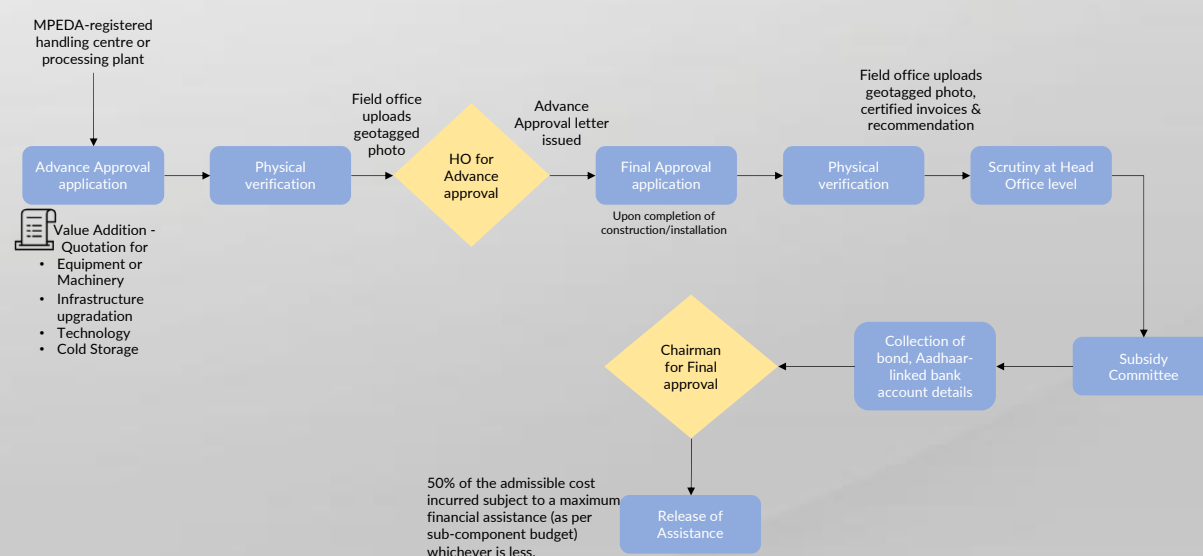 MPEDA-registered
handling centre or
processing plant
Field office
uploads
geotagged
photo
Advance
Approval letter
issued
Field office uploads
geotagged photo,
certified invoices &
recommendation
Advance Approval
application
Physical
verification
HO for
Advance
approval
Final Approval
application
Physical
verification
Scrutiny at Head
Office level
Upon completion of
construction/installation
Value Addition -
Quotation for
• Equipment or
Machinery
• Infrastructure
upgradation
• Technology
• Cold Storage
Subsidy
Committee
Collection of
bond, Aadhaar-
linked bank
account details
Chairman
for Final
approval
50% of the admissible cost
incurred subject to a maximum
financial assistance (as per
sub-component budget)
whichever is less.
Release of
Assistance